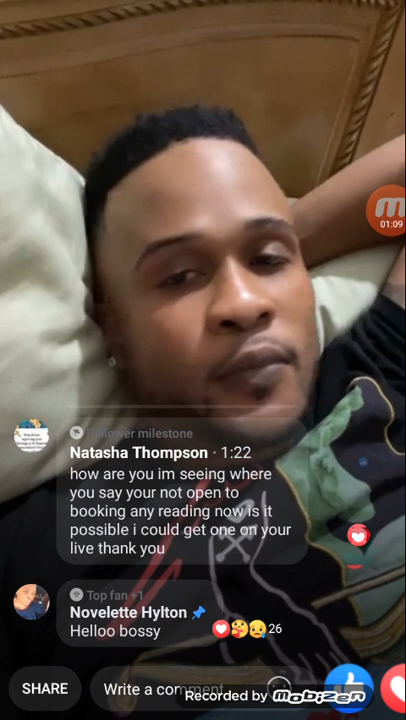 01:09
lower milestone
Natasha Thompson · 1:22
how are you im seeing where
you say your not open to
booking any reading now is it
possible i could get one on your
live thank you
Top fan +1
Novelette Hylton
Helloo bossy
26
SHARE
Write a comment
Recorded by mobizen